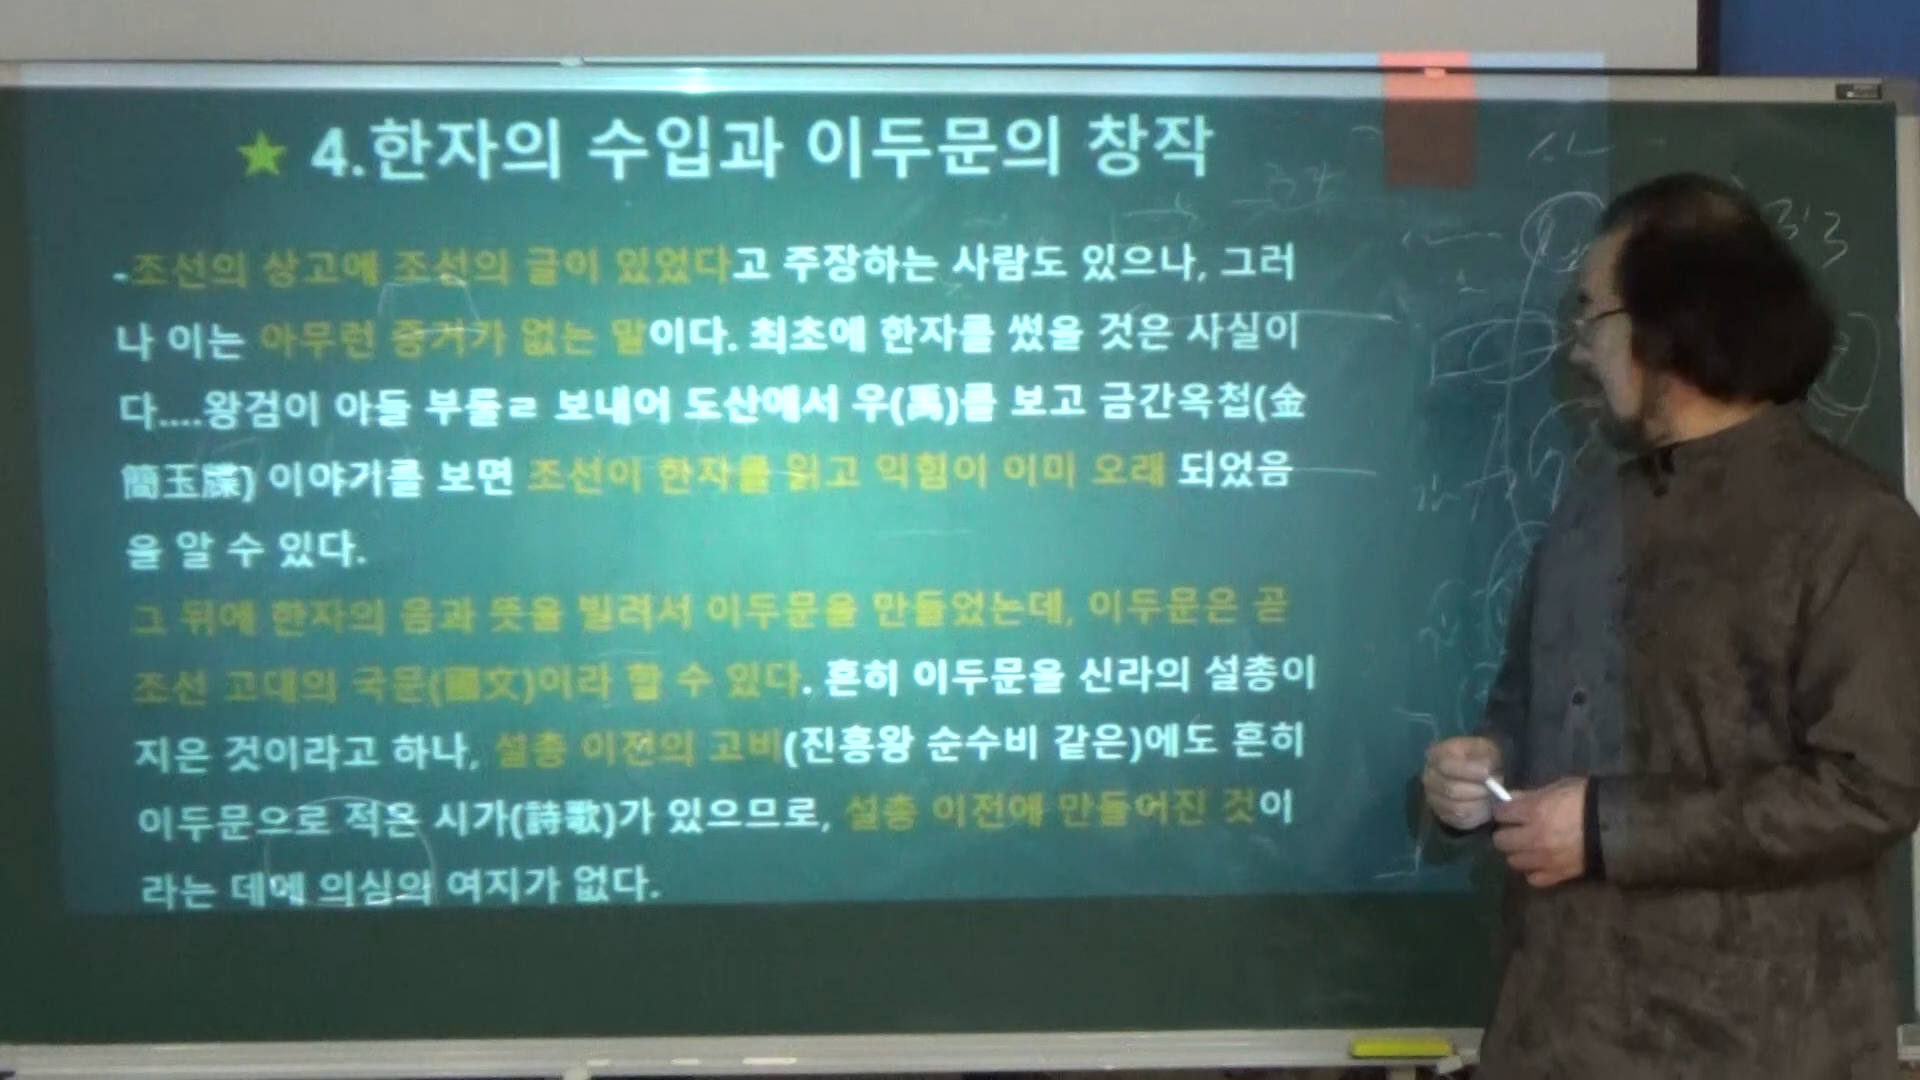 ★ 4.한자의 수입과 이두문의 창작
-조선의 상고에 조선의 글이 있었다고 주장하는 사람도 있으나, 그러
나 이는 아무런 증거가 없는 말이다. 최초에 한자를 썼을 것은 사실이
다....왕검이 아들 부룰ㄹ 보내어 도산에서 우(禹)를 보고 금간옥첩(金
簡玉牒) 이야기를 보면 조선이 한자를 읽고 익힘이 이미 오래 되었음
을 알 수 있다.
그 뒤에 한자의 음과 뜻을 빌려서 이두문을 만들었는데, 이두문은 곧
조선 고대의 국문(國文)이라 할 수 있다. 흔히 이두문을 신라의 설총이
지은 것이라고 하나, 설총 이전의 고비(진흥왕 순수비 같은)에도 흔히
이두문으로 적은 시가(詩歌)가 있으므로, 설총 이전에 만들어진 것이
라는 데에 의심의 여지가 없다.